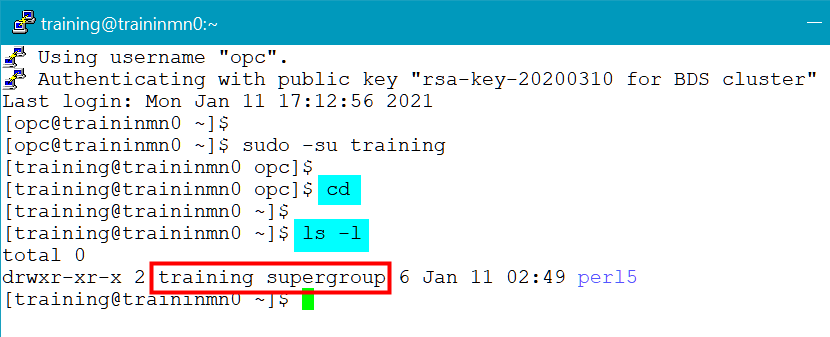 training@traininmn0:~
Using username "opc".
Authenticating with public key "rsa-key-20200310 for BDS cluster"
Last login: Mon Jan 11 17:12:56 2021
[opc@traininmn0 ~]$
[opc@traininmn0 ~]$ sudo -su training
[training@traininmn0 opc]$
[training@traininmn0 opc]$ cd
[training@traininmn0 ~]$
[training@traininmn0 ~]$ ls -l
total 0
drwxr-xr-x 2 training supergroup 6 Jan 11 02:49 perl5
[training@traininmn0 ~]$